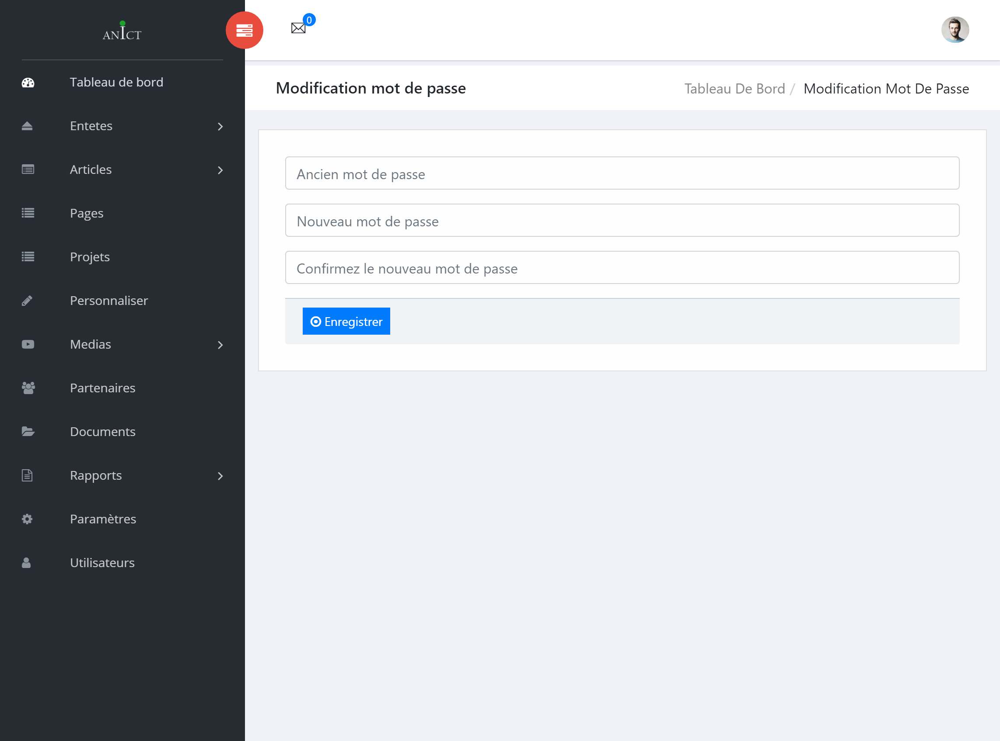 ANICT
0
Tableau de bord
Entetes
Articles
Pages
Projets
Personnaliser
Medias
Partenaires
Documents
Rapports
Paramètres
Utilisateurs
Modification mot de passe
Tableau De Bord / Modification Mot De Passe
Ancien mot de passe
Nouveau mot de passe
Confirmez le nouveau mot de passe
Enregistrer